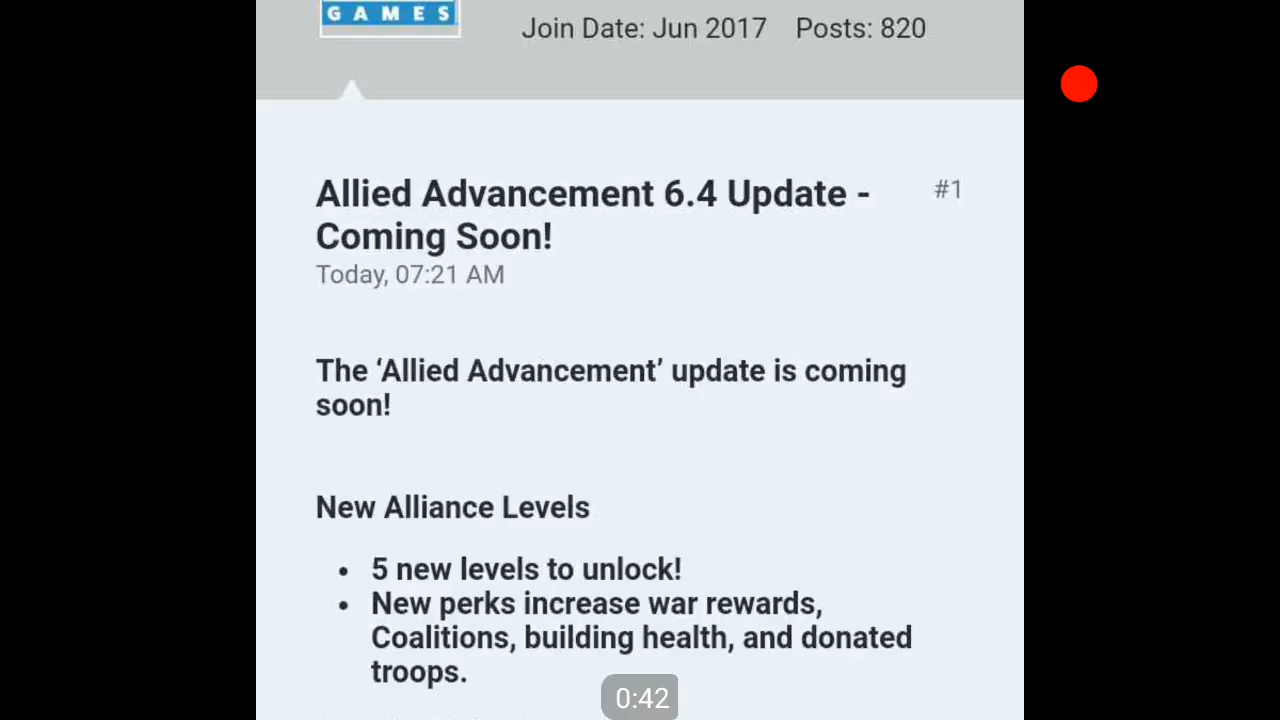 GAMES
Join Date: Jun 2017 Posts: 820
Allied Advancement 6.4 Update - #1
Coming Soon!
Today, 07:21 AM
The ‘Allied Advancement’ update is coming
soon!
New Alliance Levels
• 5 new levels to unlock!
• New perks increase war rewards,
Coalitions, building health, and donated
troops.
0:42